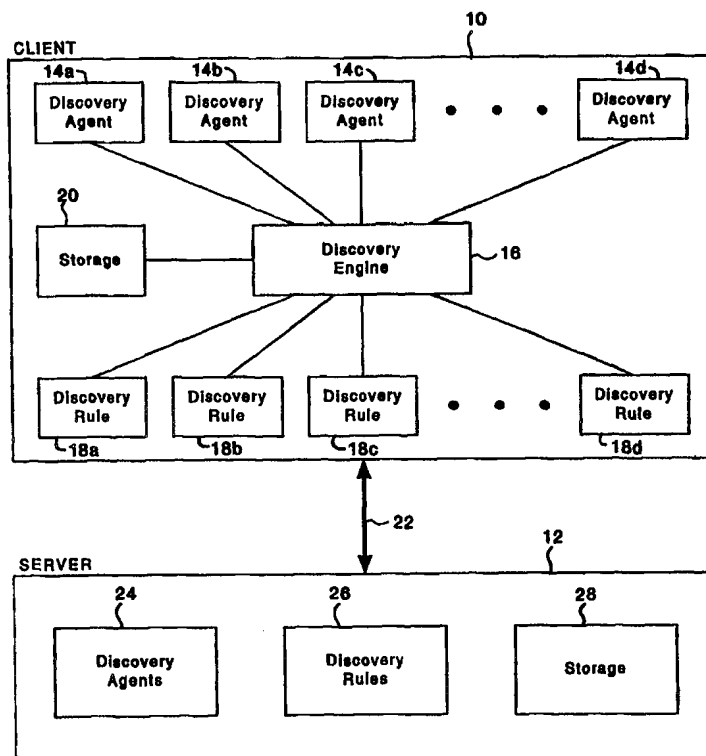 10
CLIENT
14a
14b
14c
14d
Discovery
Agent
Discovery
Agent
Discovery
Agent
Discovery
Agent
20
Storage
Discovery
Engine
16
Discovery
Rule
Discovery
Rule
Discovery
Rule
Discovery
Rule
18a
18b
18c
18d
22
SERVER
12
24
26
28
Discovery
Agents
Discovery
Rules
Storage